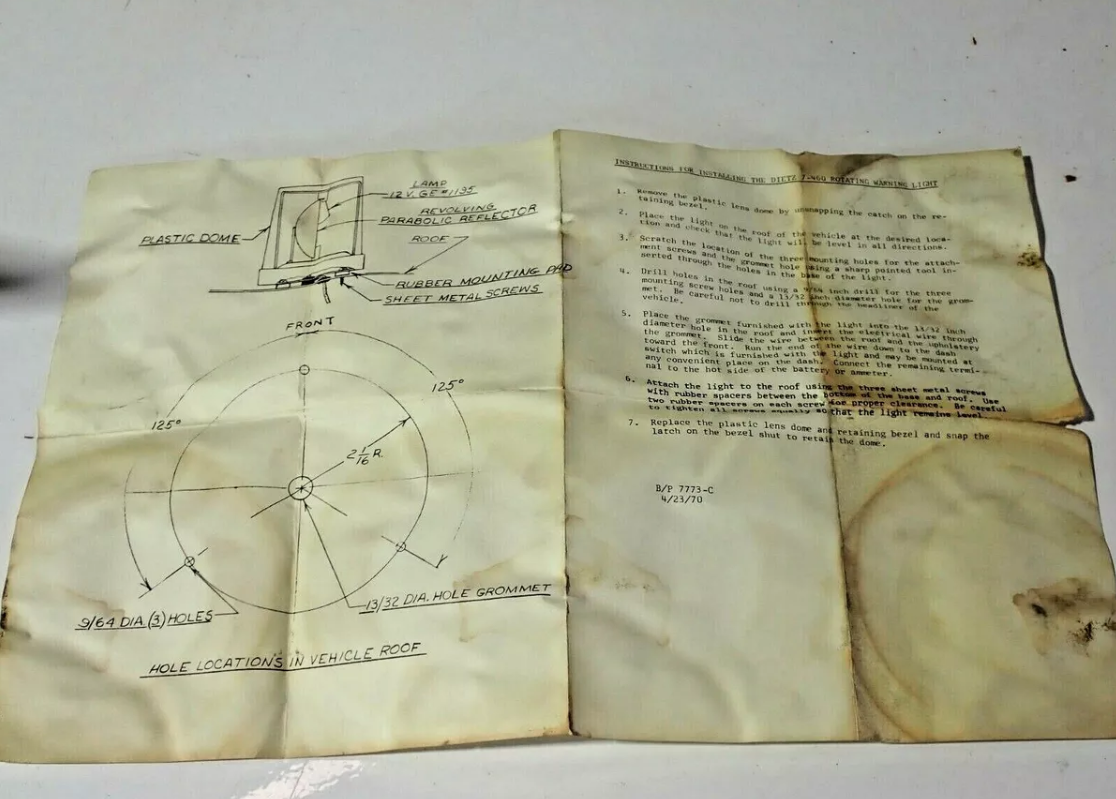 LAMP
12 V. GE #1195
REVOLVING
PARABOLIC REFLECTOR
PLASTIC DOME
ROOF
RUBBER MOUNTING PAD
SHEET METAL SCREWS
FRONT
125°
125°
2 1/16 R.
9/64 DIA. (3) HOLES
13/32 DIA. HOLE GROMMET
HOLE LOCATIONS IN VEHICLE ROOF
INSTRUCTIONS FOR INSTALLING THE DIETZ 7-460 ROTATING WARNING LIGHT
1. Remove the plastic lens dome by unsnapping the catch on the re-
taining bezel.
2. Place the light on the roof of the vehicle at the desired loca-
tion and check that the light will be level in all directions.
3. Scratch the location of the three mounting holes for the attach-
ment screws and the grommet hole using a sharp pointed tool in-
serted through the holes in the base of the light.
4. Drill holes in the roof using a 9/64 inch drill for the three
mounting screw holes and a 13/32 inch diameter hole for the grom-
met. Be careful not to drill through the headliner of the
vehicle.
5. Place the grommet furnished with the light into the 13/32 inch
diameter hole in the roof and insert the electrical wire through
the grommet. Slide the wire between the roof and the upholstery
toward the front. Run the end of the wire down to the dash
switch which is furnished with the light and may be mounted at
any convenient place on the dash. Connect the remaining termi-
nal to the hot side of the battery or ammeter.
6. Attach the light to the roof using the three sheet metal screws
with rubber spacers between the bottom of the base and roof. Use
two rubber spacers on each screw for proper clearance. Be careful
to tighten all screws equally so that the light remains level.
7. Replace the plastic lens dome and retaining bezel and snap the
latch on the bezel shut to retain the dome.
B/P 7773-C
4/23/70